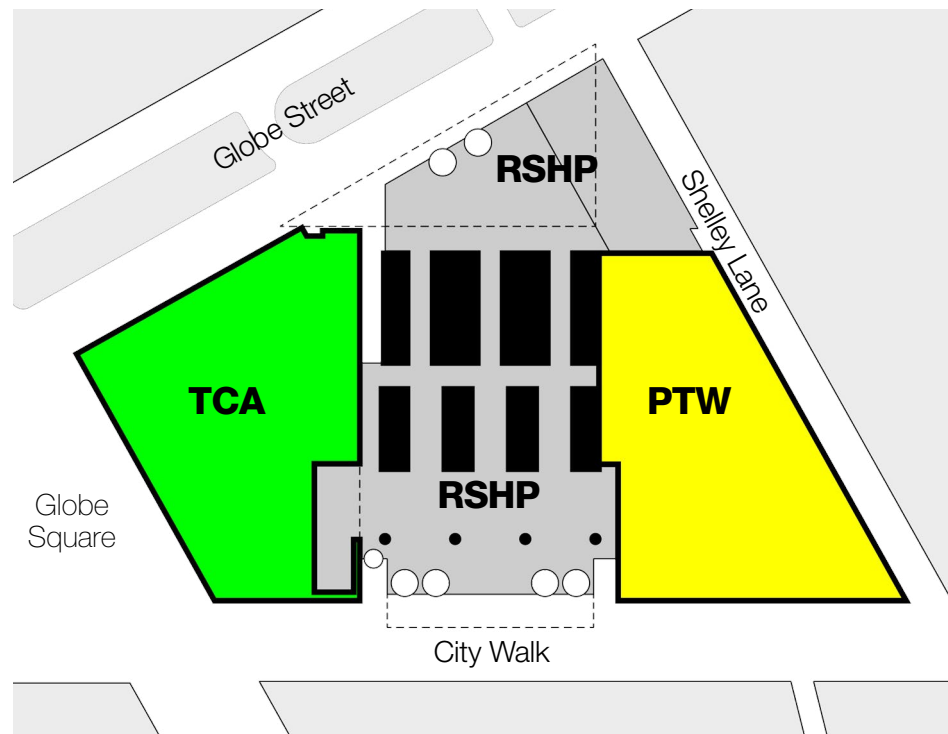 Globe Street
RSHP
Shelley Lane
TCA
PTW
RSHP
Globe
Square
City Walk